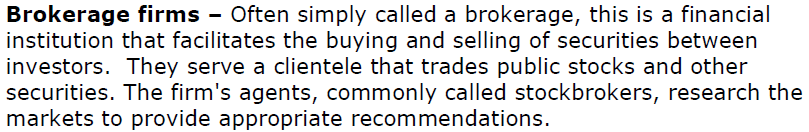 Brokerage firms – Often simply called a brokerage, this is a financial
institution that facilitates the buying and selling of securities between
investors.  They serve a clientele that trades public stocks and other
securities. The firm's agents, commonly called stockbrokers, research the
markets to provide appropriate recommendations.